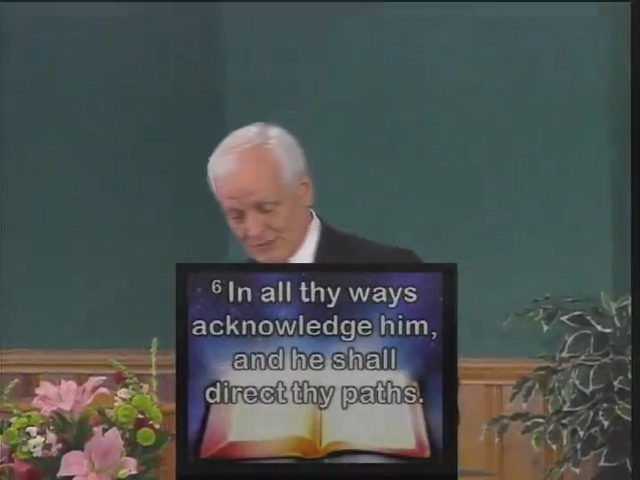 6 In all thy ways
acknowledge him,
and he shall
direct thy paths.